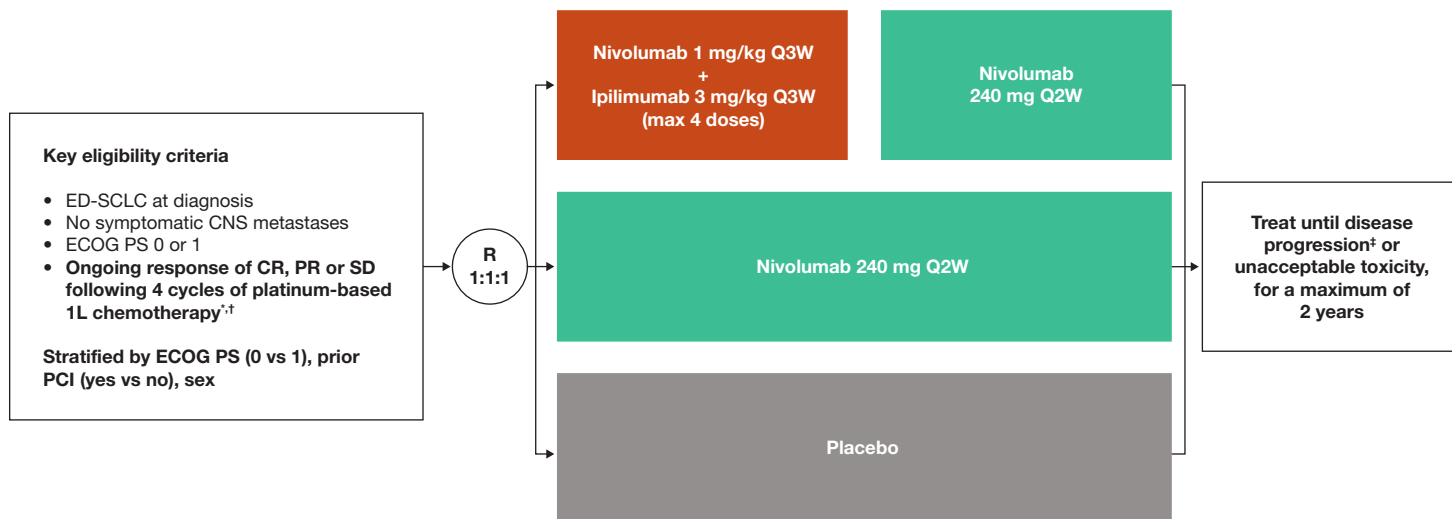 Key eligibility criteria
• ED-SCLC at diagnosis
• No symptomatic CNS metastases
• ECOG PS 0 or 1
• Ongoing response of CR, PR or SD
following 4 cycles of platinum-based
1L chemotherapy*,†
Stratified by ECOG PS (0 vs 1), prior
PCI (yes vs no), sex
R
1:1:1
Nivolumab 1 mg/kg Q3W
+
Ipilimumab 3 mg/kg Q3W
(max 4 doses)
Nivolumab
240 mg Q2W
Nivolumab 240 mg Q2W
Placebo
Treat until disease
progression‡ or
unacceptable toxicity,
for a maximum of
2 years